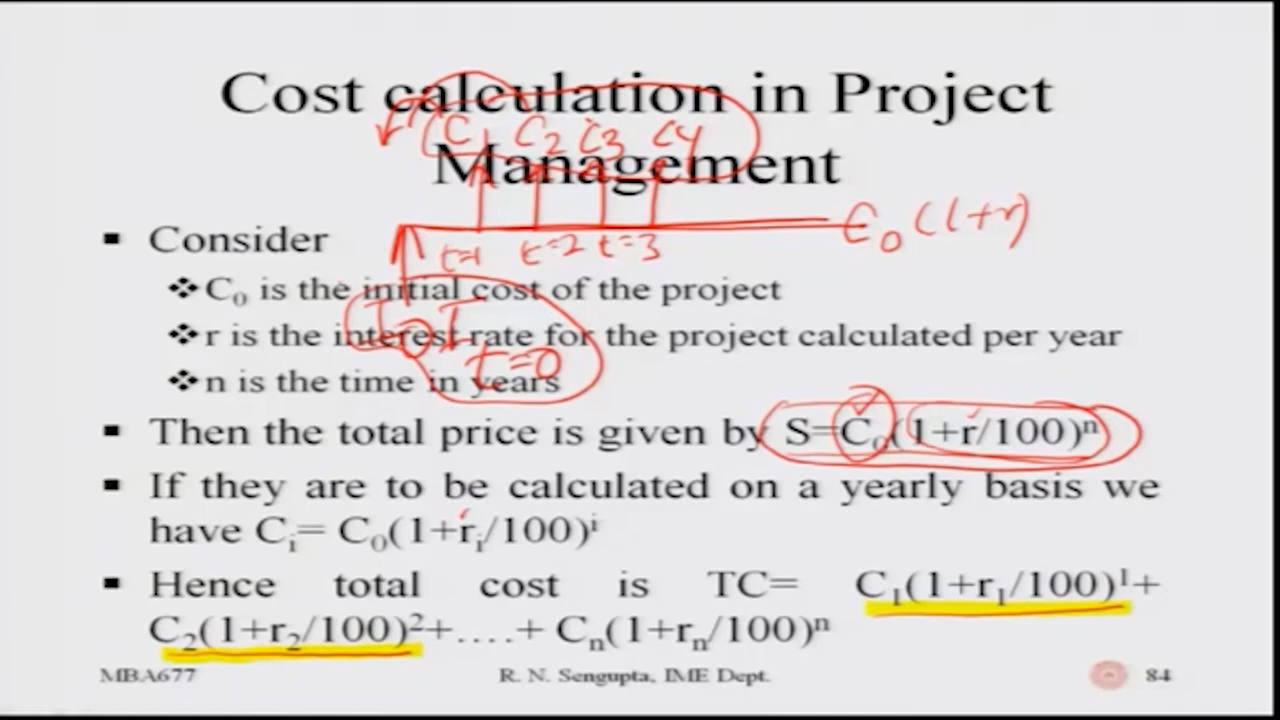 Cost calculation in Project
Management
C1 C2 C3 C4
▪ Consider
t=1 t=2 t=3
C0(1+r)
❖C₀ is the initial cost of the project
❖r is the interest rate for the project calculated per year
t=0
❖n is the time in years
▪ Then the total price is given by S=C₀(1+r/100)ⁿ
▪ If they are to be calculated on a yearly basis we
have Cᵢ= C₀(1+rᵢ/100)ⁱ
▪ Hence total cost is TC= C₁(1+r₁/100)¹+
C₂(1+r₂/100)²+….+ Cₙ(1+rₙ/100)ⁿ
MBA677 R. N. Sengupta, IME Dept. 84